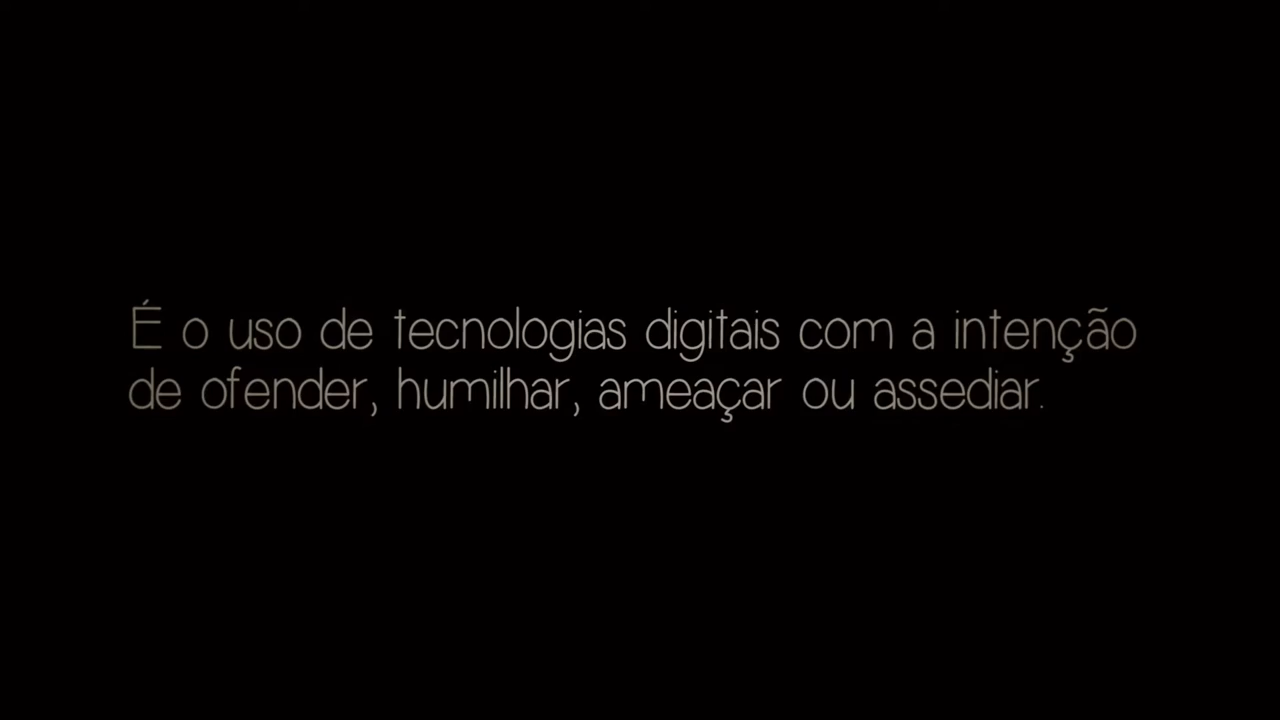 É o uso de tecnologias digitais com a intenção
de ofender, humilhar, ameaçar ou assediar.